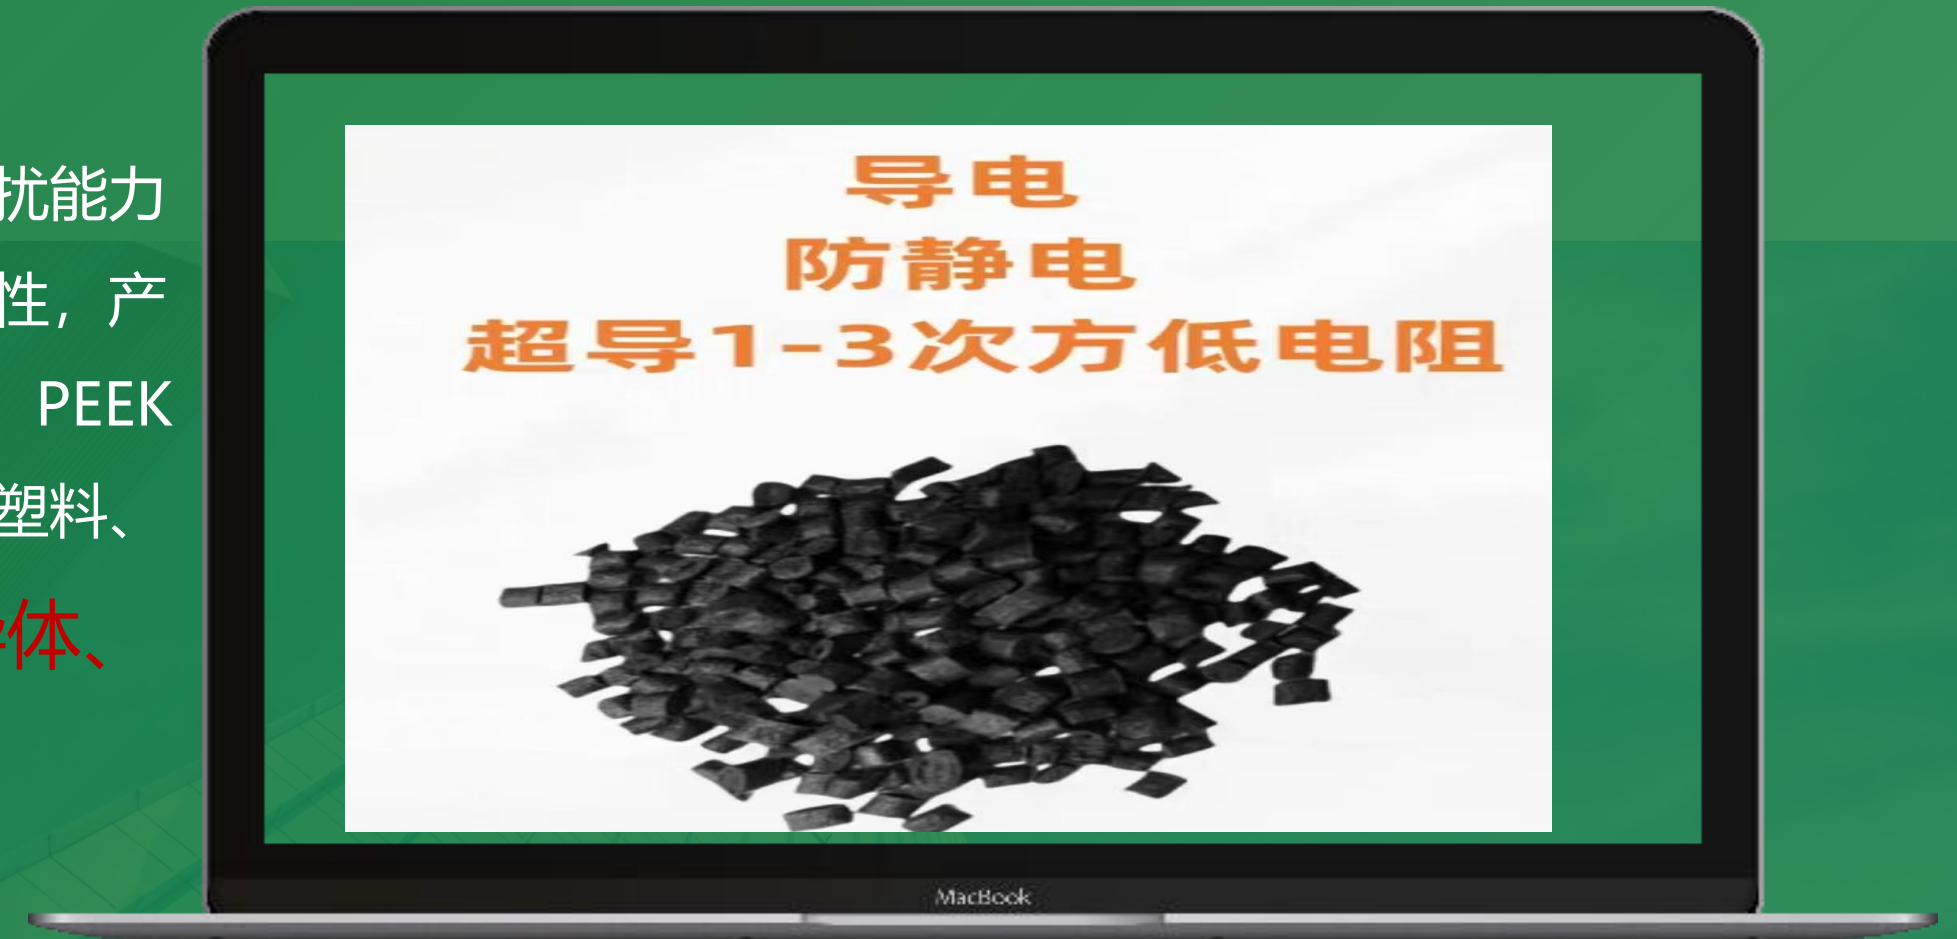 扰能力
性，产
PEEK
塑料、
体、
导电
防静电
超导1-3次方低电阻
MacBook